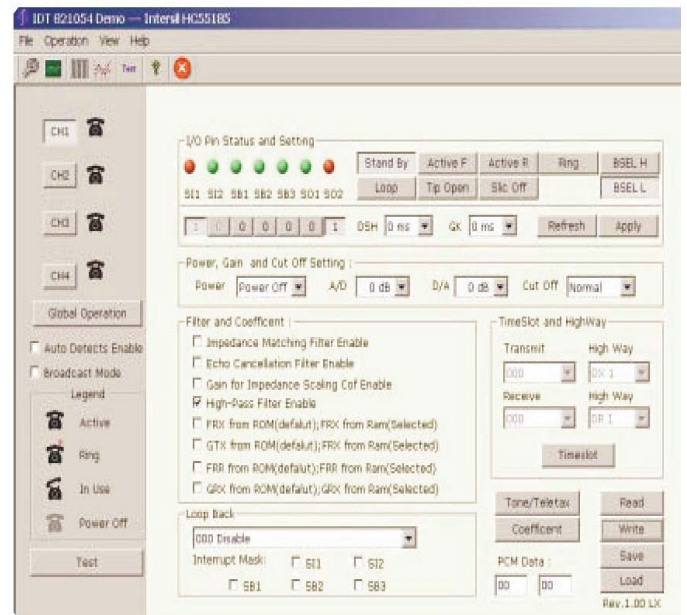 IDT 821054 Demo — Intersil HC55185
File Operation View Help
Test
CH1
CH2
CH3
CH4
Global Operation
Auto Detects Enable
Broadcast Mode
Legend
Active
Ring
In Use
Power Off
Test
I/O Pin Status and Setting
SI1 SI2 SB1 SB2 SB3 SO1 SO2
Stand By Active F Active R Ring BSEL H
Loop Tip Open Slic Off BSEL L
1 0 0 0 0 0 1 DSH 0 ms GK 0 ms Refresh Apply
Power, Gain and Cut Off Setting :
Power Power Off A/D 0 dB D/A 0 dB Cut Off Normal
Filter and Coefficent :
Impedance Matching Filter Enable
Echo Cancellation Filter Enable
Gain for Impedance Scaling Cof Enable
High-Pass Filter Enable
FRX from ROM(defalut);FRX from Ram(Selected)
GTX from ROM(defalut);FRX from Ram(Selected)
FRR from ROM(defalut);FRR from Ram(Selected)
GRX from ROM(defalut);GRX from Ram(Selected)
TimeSlot and HighWay
Transmit High Way
000 DX 1
Receive High Way
000 DR 1
Timeslot
Loop Back
000 Disable
Interrupt Mask: SI1 SI2
SB1 SB2 SB3
Tone/Teletax Read
Coefficent Write
PCM Data : Save
00 00 Load
Rev.1.00 LX